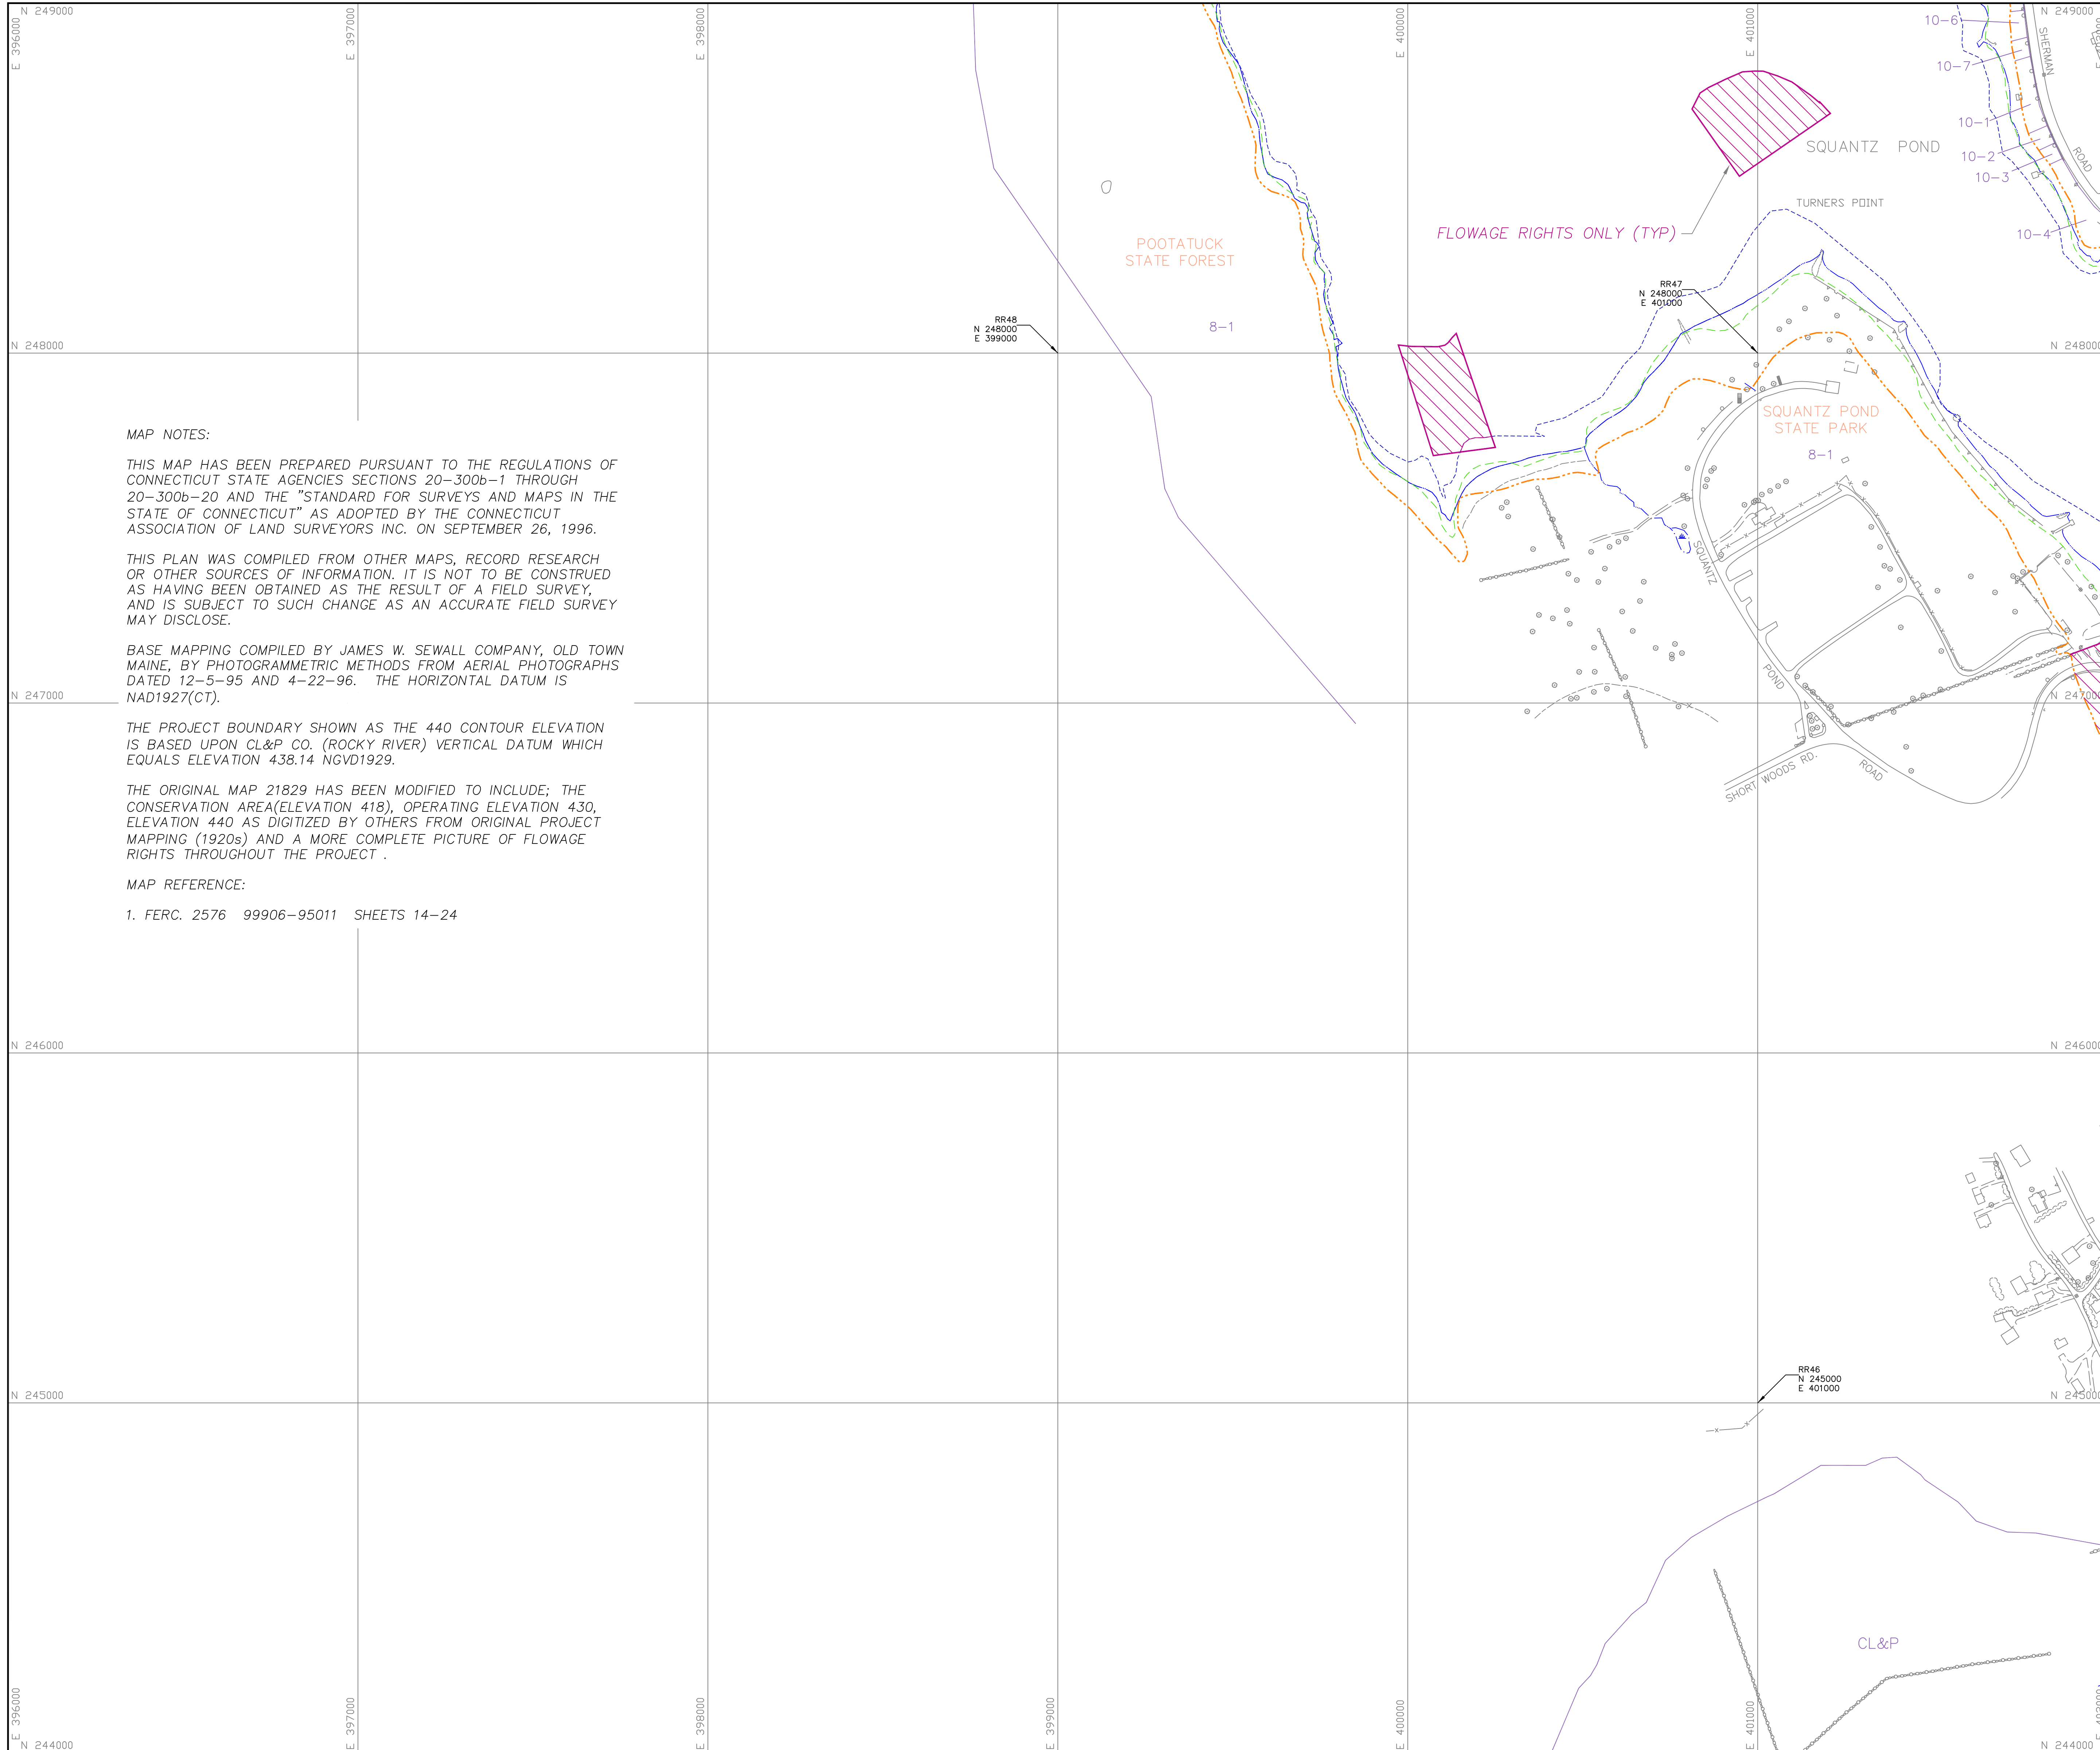 N 249000
N 249000
E 396000
E 397000
E 398000
E 400000
E 401000
10-6
SHERMAN
10-7
10-1
SQUANTZ POND
10-2
ROAD
10-3
TURNERS POINT
FLOWAGE RIGHTS ONLY (TYP)
10-4
POOTATUCK
STATE FOREST
RR47
N 248000
E 401000
RR48
N 248000
E 399000
8-1
N 248000
N 248000
SQUANTZ POND
STATE PARK
8-1
MAP NOTES:
THIS MAP HAS BEEN PREPARED PURSUANT TO THE REGULATIONS OF
CONNECTICUT STATE AGENCIES SECTIONS 20-300b-1 THROUGH
20-300b-20 AND THE "STANDARD FOR SURVEYS AND MAPS IN THE
STATE OF CONNECTICUT" AS ADOPTED BY THE CONNECTICUT
ASSOCIATION OF LAND SURVEYORS INC. ON SEPTEMBER 26, 1996.
THIS PLAN WAS COMPILED FROM OTHER MAPS, RECORD RESEARCH
OR OTHER SOURCES OF INFORMATION. IT IS NOT TO BE CONSTRUED
AS HAVING BEEN OBTAINED AS THE RESULT OF A FIELD SURVEY,
AND IS SUBJECT TO SUCH CHANGE AS AN ACCURATE FIELD SURVEY
MAY DISCLOSE.
BASE MAPPING COMPILED BY JAMES W. SEWALL COMPANY, OLD TOWN
MAINE, BY PHOTOGRAMMETRIC METHODS FROM AERIAL PHOTOGRAPHS
DATED 12-5-95 AND 4-22-96. THE HORIZONTAL DATUM IS
NAD1927(CT).
THE PROJECT BOUNDARY SHOWN AS THE 440 CONTOUR ELEVATION
IS BASED UPON CL&P CO. (ROCKY RIVER) VERTICAL DATUM WHICH
EQUALS ELEVATION 438.14 NGVD1929.
THE ORIGINAL MAP 21829 HAS BEEN MODIFIED TO INCLUDE; THE
CONSERVATION AREA(ELEVATION 418), OPERATING ELEVATION 430,
ELEVATION 440 AS DIGITIZED BY OTHERS FROM ORIGINAL PROJECT
MAPPING (1920s) AND A MORE COMPLETE PICTURE OF FLOWAGE
RIGHTS THROUGHOUT THE PROJECT .
MAP REFERENCE:
1. FERC. 2576 99906-95011 SHEETS 14-24
SQUANTZ
POND
ROAD
SHORT WOODS RD.
N 247000
N 247000
N 246000
N 246000
N 245000
RR46
N 245000
E 401000
N 245000
CL&P
E 396000
E 397000
E 398000
E 399000
E 400000
E 401000
N 244000
N 244000